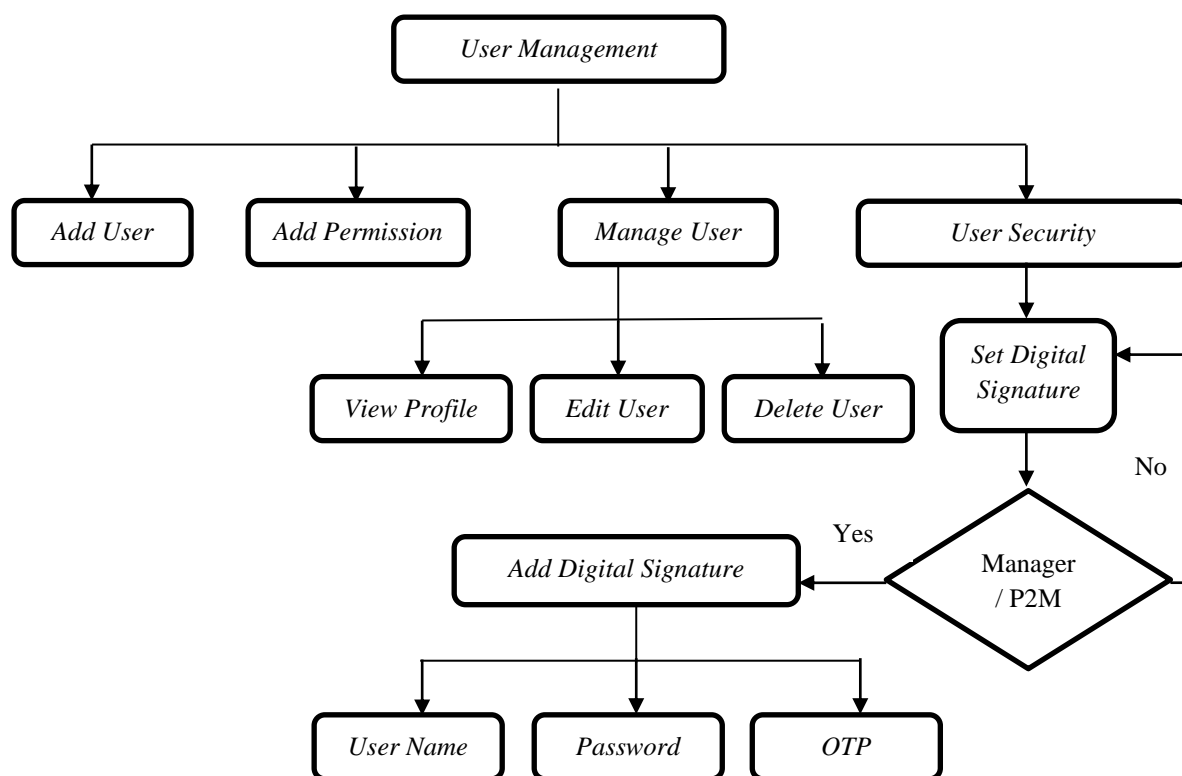 User Management
Add User
Add Permission
Manage User
User Security
Set Digital
Signature
View Profile
Edit User
Delete User
No
Yes
Manager
/ P2M
Add Digital Signature
User Name
Password
OTP